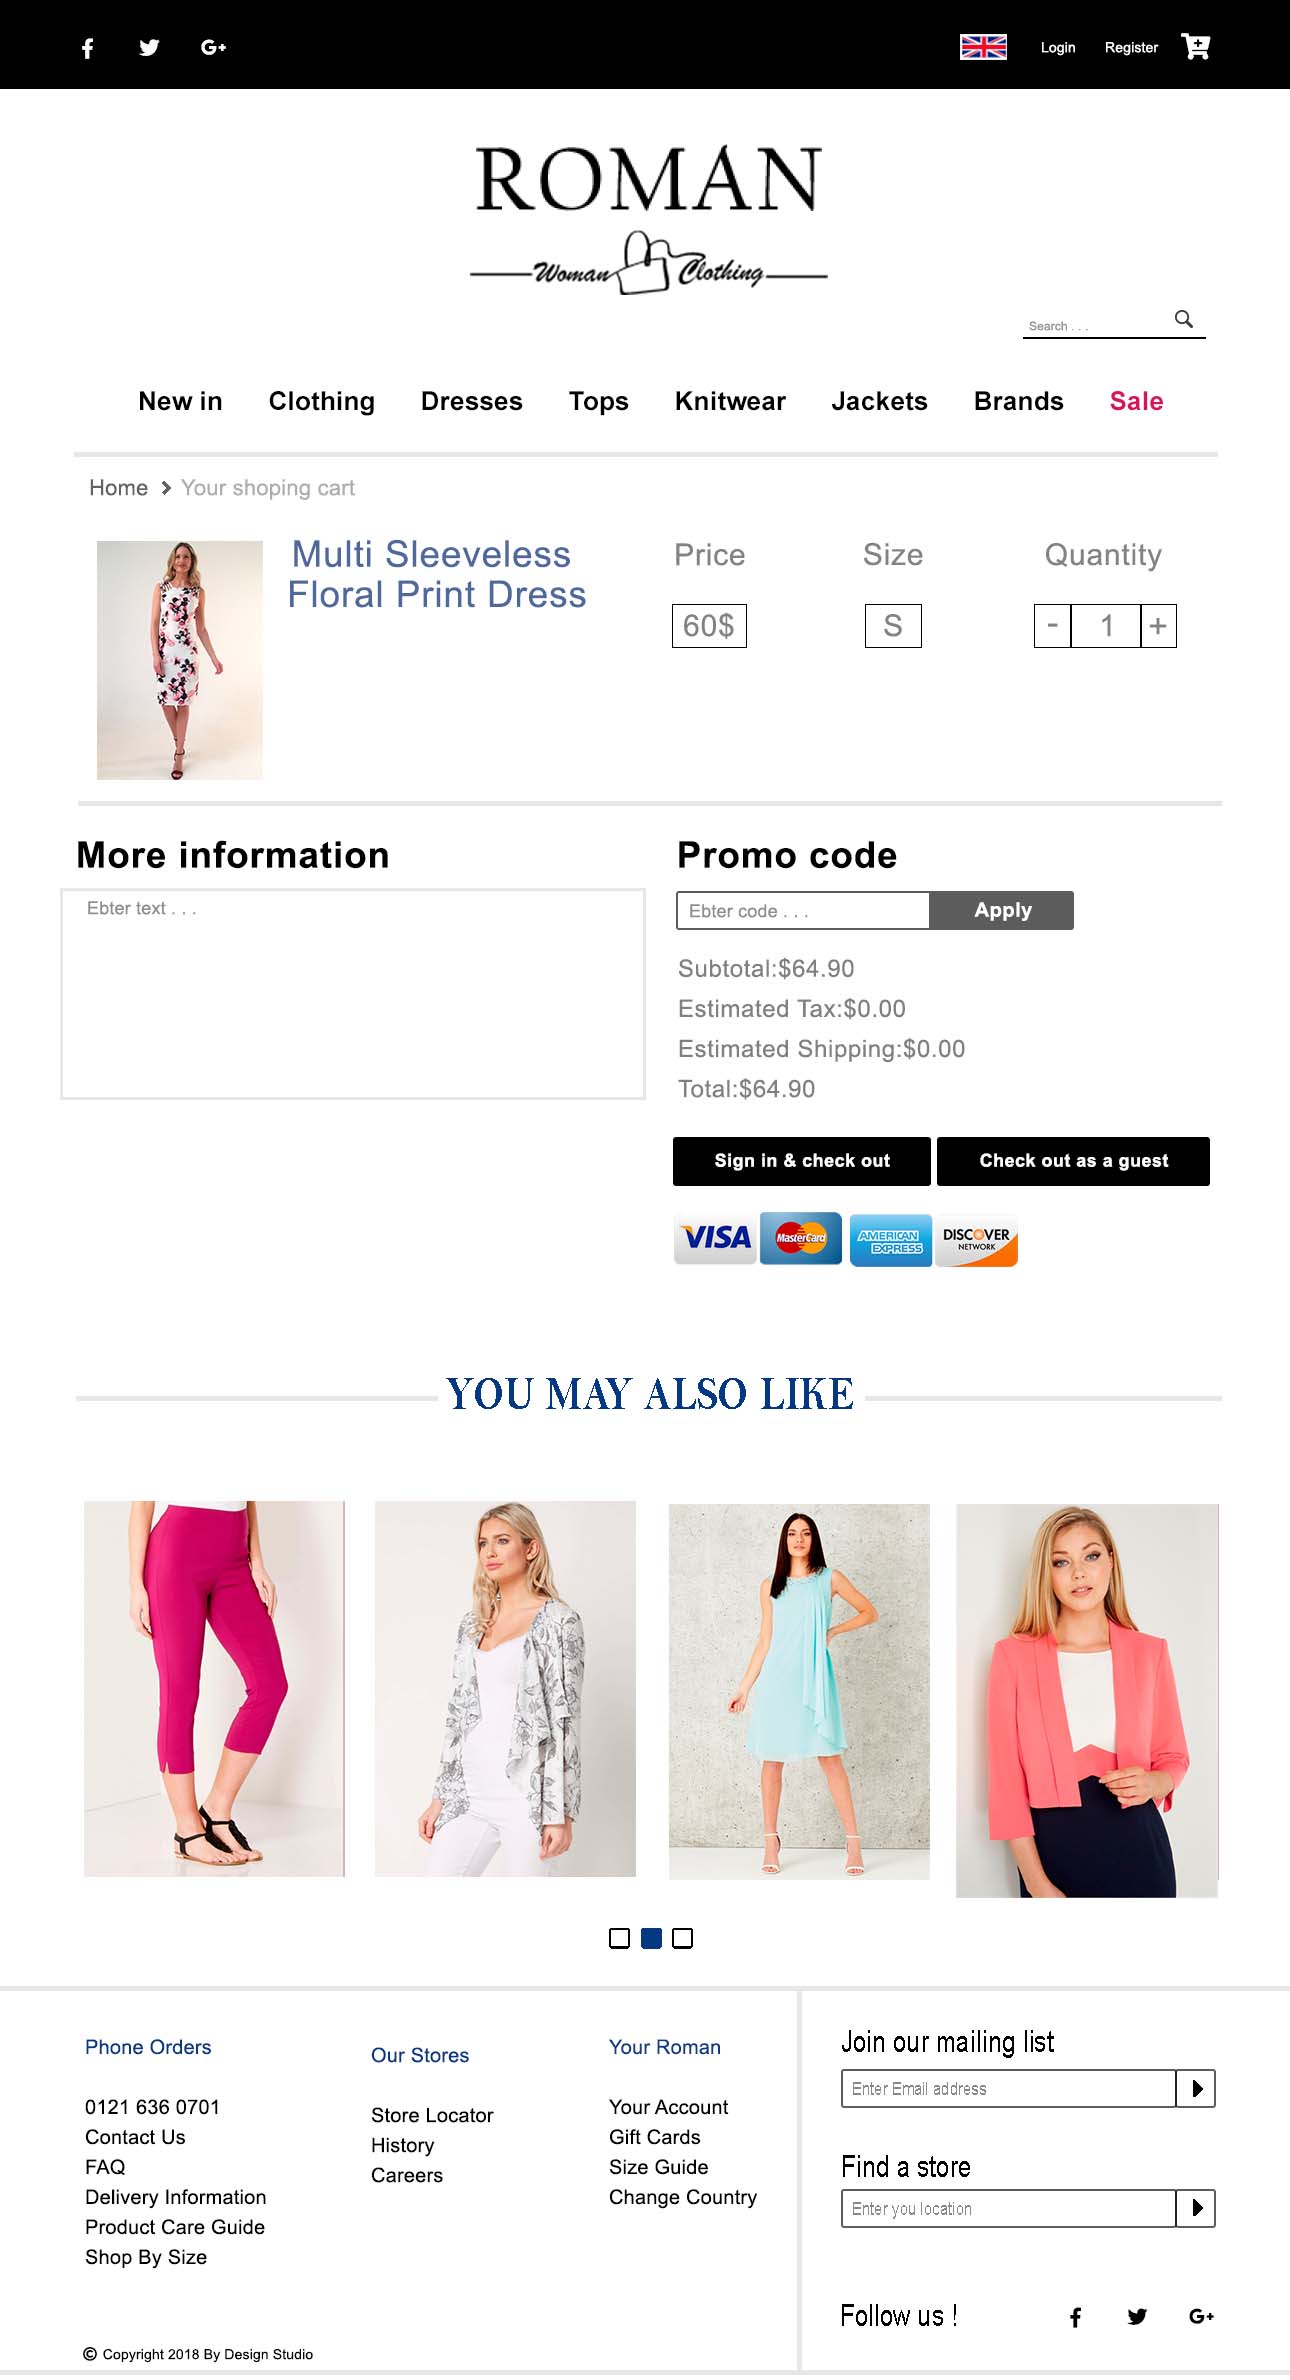 Login Register
ROMAN
Woman Clothing
Search . . .
New in Clothing Dresses Tops Knitwear Jackets Brands Sale
Home Your shoping cart
Multi Sleeveless
Floral Print Dress
Price Size Quantity
60$ S - 1 +
More information
Ebter text . . .
Promo code
Ebter code . . . Apply
Subtotal:$64.90
Estimated Tax:$0.00
Estimated Shipping:$0.00
Total:$64.90
Sign in & check out Check out as a guest
VISA MasterCard AMERICAN EXPRESS DISCOVER NETWORK
YOU MAY ALSO LIKE
Phone Orders
0121 636 0701
Contact Us
FAQ
Delivery Information
Product Care Guide
Shop By Size
Our Stores
Store Locator
History
Careers
Your Roman
Your Account
Gift Cards
Size Guide
Change Country
Join our mailing list
Enter Email address
Find a store
Enter you location
Follow us !
© Copyright 2018 By Design Studio